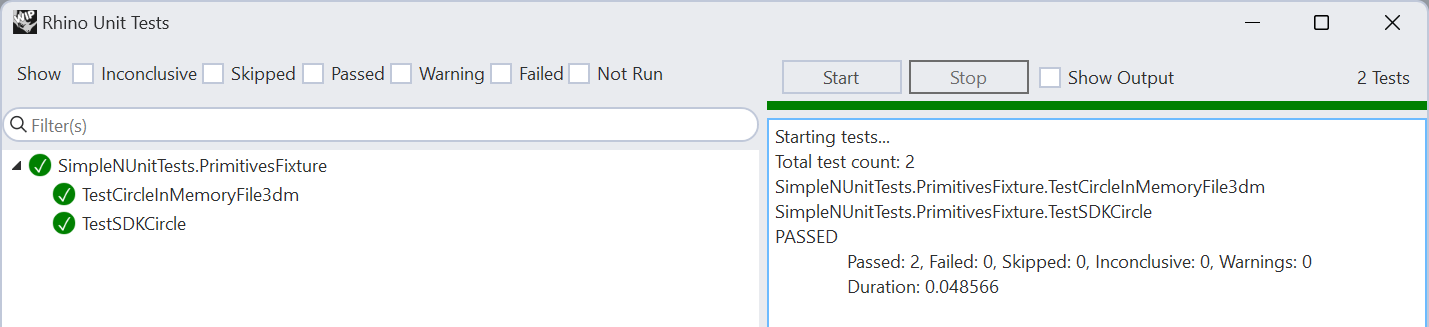 WIP Rhino Unit Tests
Show Inconclusive Skipped Passed Warning Failed Not Run
Start Stop Show Output 2 Tests
Filter(s)
SimpleNUnitTests.PrimitivesFixture
TestCircleInMemoryFile3dm
TestSDKCircle
Starting tests...
Total test count: 2
SimpleNUnitTests.PrimitivesFixture.TestCircleInMemoryFile3dm
SimpleNUnitTests.PrimitivesFixture.TestSDKCircle
PASSED
Passed: 2, Failed: 0, Skipped: 0, Inconclusive: 0, Warnings: 0
Duration: 0.048566